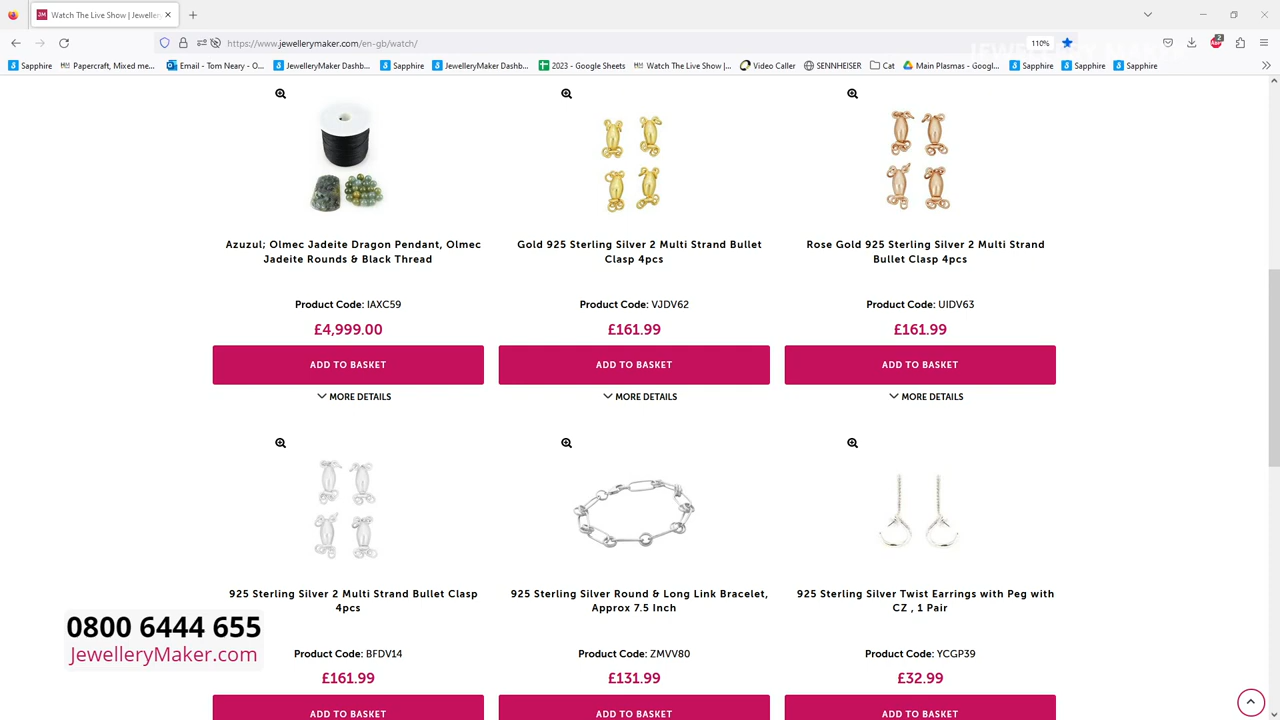 Watch The Live Show | Jeweller
https://www.jewellerymaker.com/en-gb/watch/
110%
2
Sapphire
Papercraft, Mixed me...
Email - Tom Neary - O...
JewelleryMaker Dashb...
Sapphire
JewelleryMaker Dashb...
2023 - Google Sheets
Watch The Live Show |...
Video Caller
SENNHEISER
Cat
Main Plasmas - Googl...
Sapphire
Sapphire
Sapphire
Azuzul; Olmec Jadeite Dragon Pendant, Olmec
Jadeite Rounds & Black Thread
Product Code: IAXC59
£4,999.00
ADD TO BASKET
MORE DETAILS
Gold 925 Sterling Silver 2 Multi Strand Bullet
Clasp 4pcs
Product Code: VJDV62
£161.99
ADD TO BASKET
MORE DETAILS
Rose Gold 925 Sterling Silver 2 Multi Strand
Bullet Clasp 4pcs
Product Code: UIDV63
£161.99
ADD TO BASKET
MORE DETAILS
925 Sterling Silver 2 Multi Strand Bullet Clasp
4pcs
Product Code: BFDV14
£161.99
ADD TO BASKET
925 Sterling Silver Round & Long Link Bracelet,
Approx 7.5 Inch
Product Code: ZMVV80
£131.99
ADD TO BASKET
925 Sterling Silver Twist Earrings with Peg with
CZ , 1 Pair
Product Code: YCGP39
£32.99
ADD TO BASKET
0800 6444 655
JewelleryMaker.com